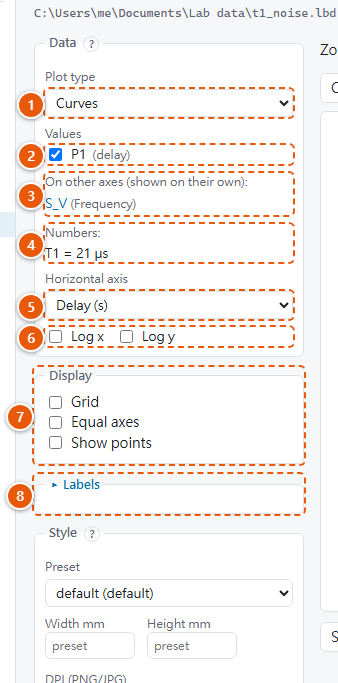 C:\Users\me\Documents\Lab data\t1_noise.lbd
Data ?
Zo
Plot type
1 Curves
Values
2 P1 (delay)
On other axes (shown on their own):
3 S_V (Frequency)
Numbers:
4 T1 = 21 µs
Horizontal axis
5 Delay (s)
6 Log x Log y
Display
Grid
7 Equal axes
Show points
8 ▸ Labels
Style ?
Preset
default (default)
Width mm Height mm
preset preset
S
DPI (PNG/JPG)